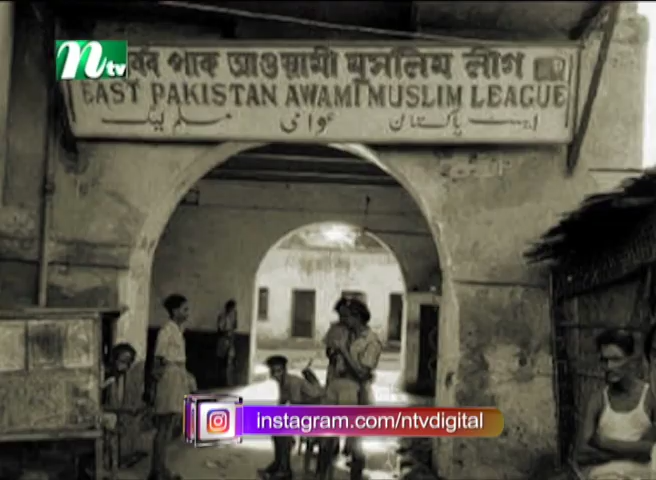 Ntv
পূর্ব পাক আওয়ামী মুসলিম লীগ
EAST PAKISTAN AWAMI MUSLIM LEAGUE
ایسٹ پاکستان عوامی مسلم لیگ
instagram.com/ntvdigital